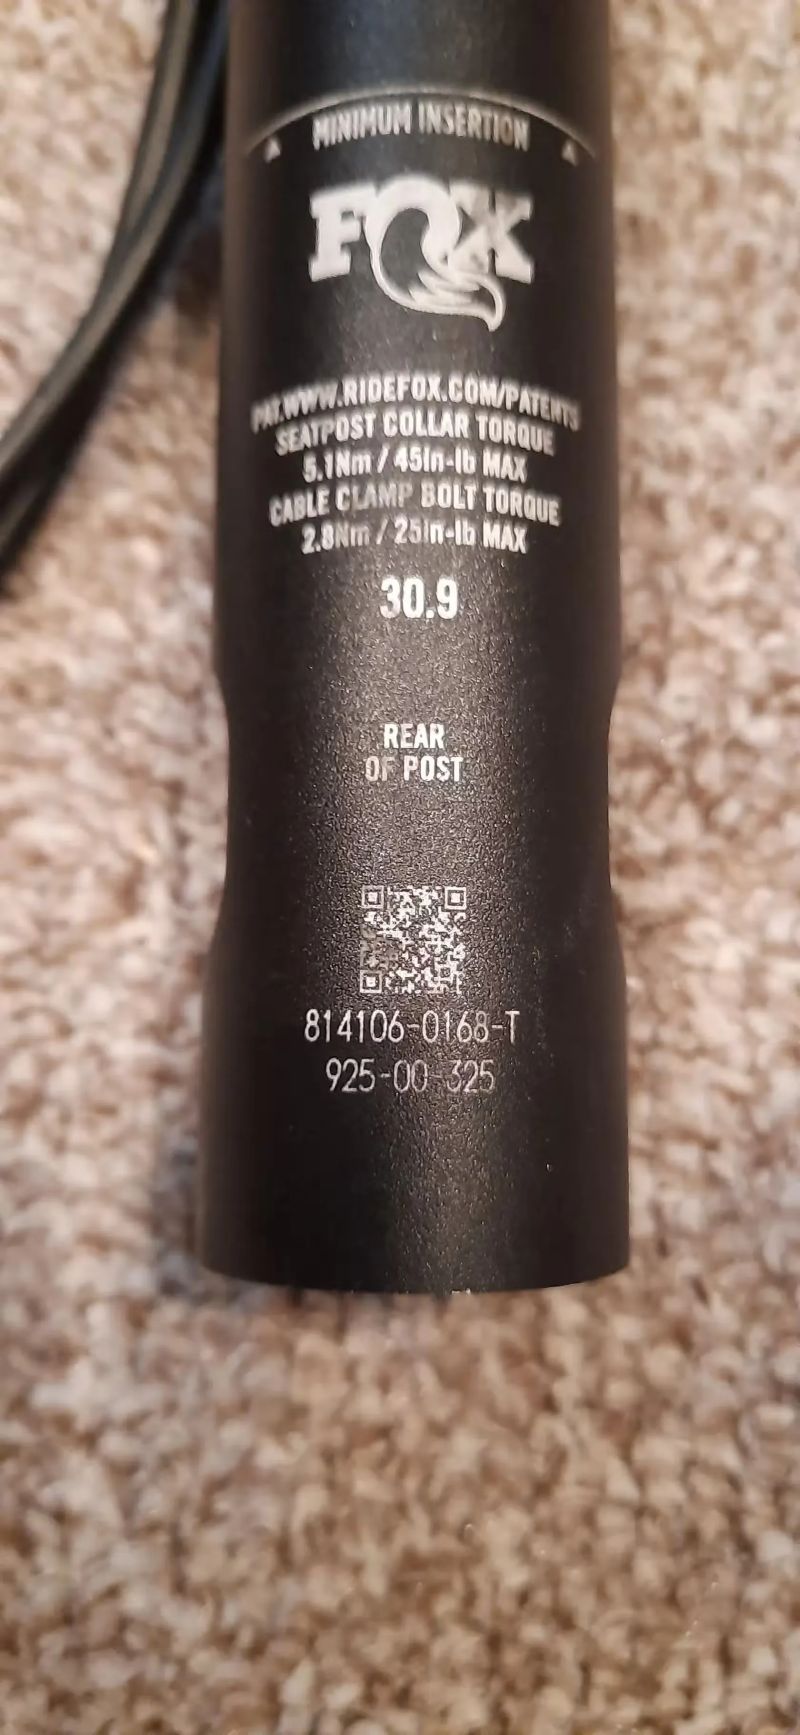 MINIMUM INSERTION
FOX
PAT.WWW.RIDEFOX.COM/PATENTS
SEATPOST COLLAR TORQUE
5.1Nm / 45in-lb MAX
CABLE CLAMP BOLT TORQUE
2.8Nm / 25in-lb MAX
30.9
REAR
OF POST
814106-0168-T
925-00-325